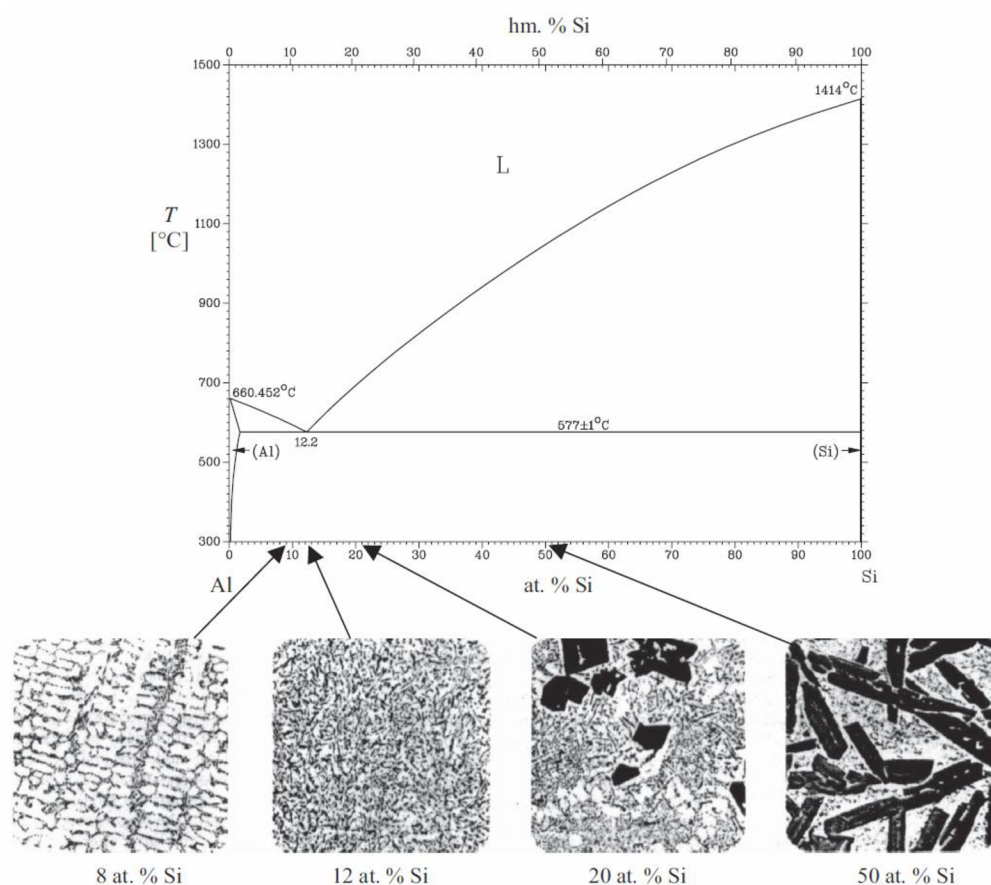 hm. % Si
0 10 20 30 40 50 60 70 80 90 100
1500
1414°C
1300
L
T
[°C]
1100
900
700
660.452°C
577±1°C
12.2
(Al)
(Si)
500
300
0 10 20 30 40 50 60 70 80 90 100
Al at. % Si Si
8 at. % Si 12 at. % Si 20 at. % Si 50 at. % Si